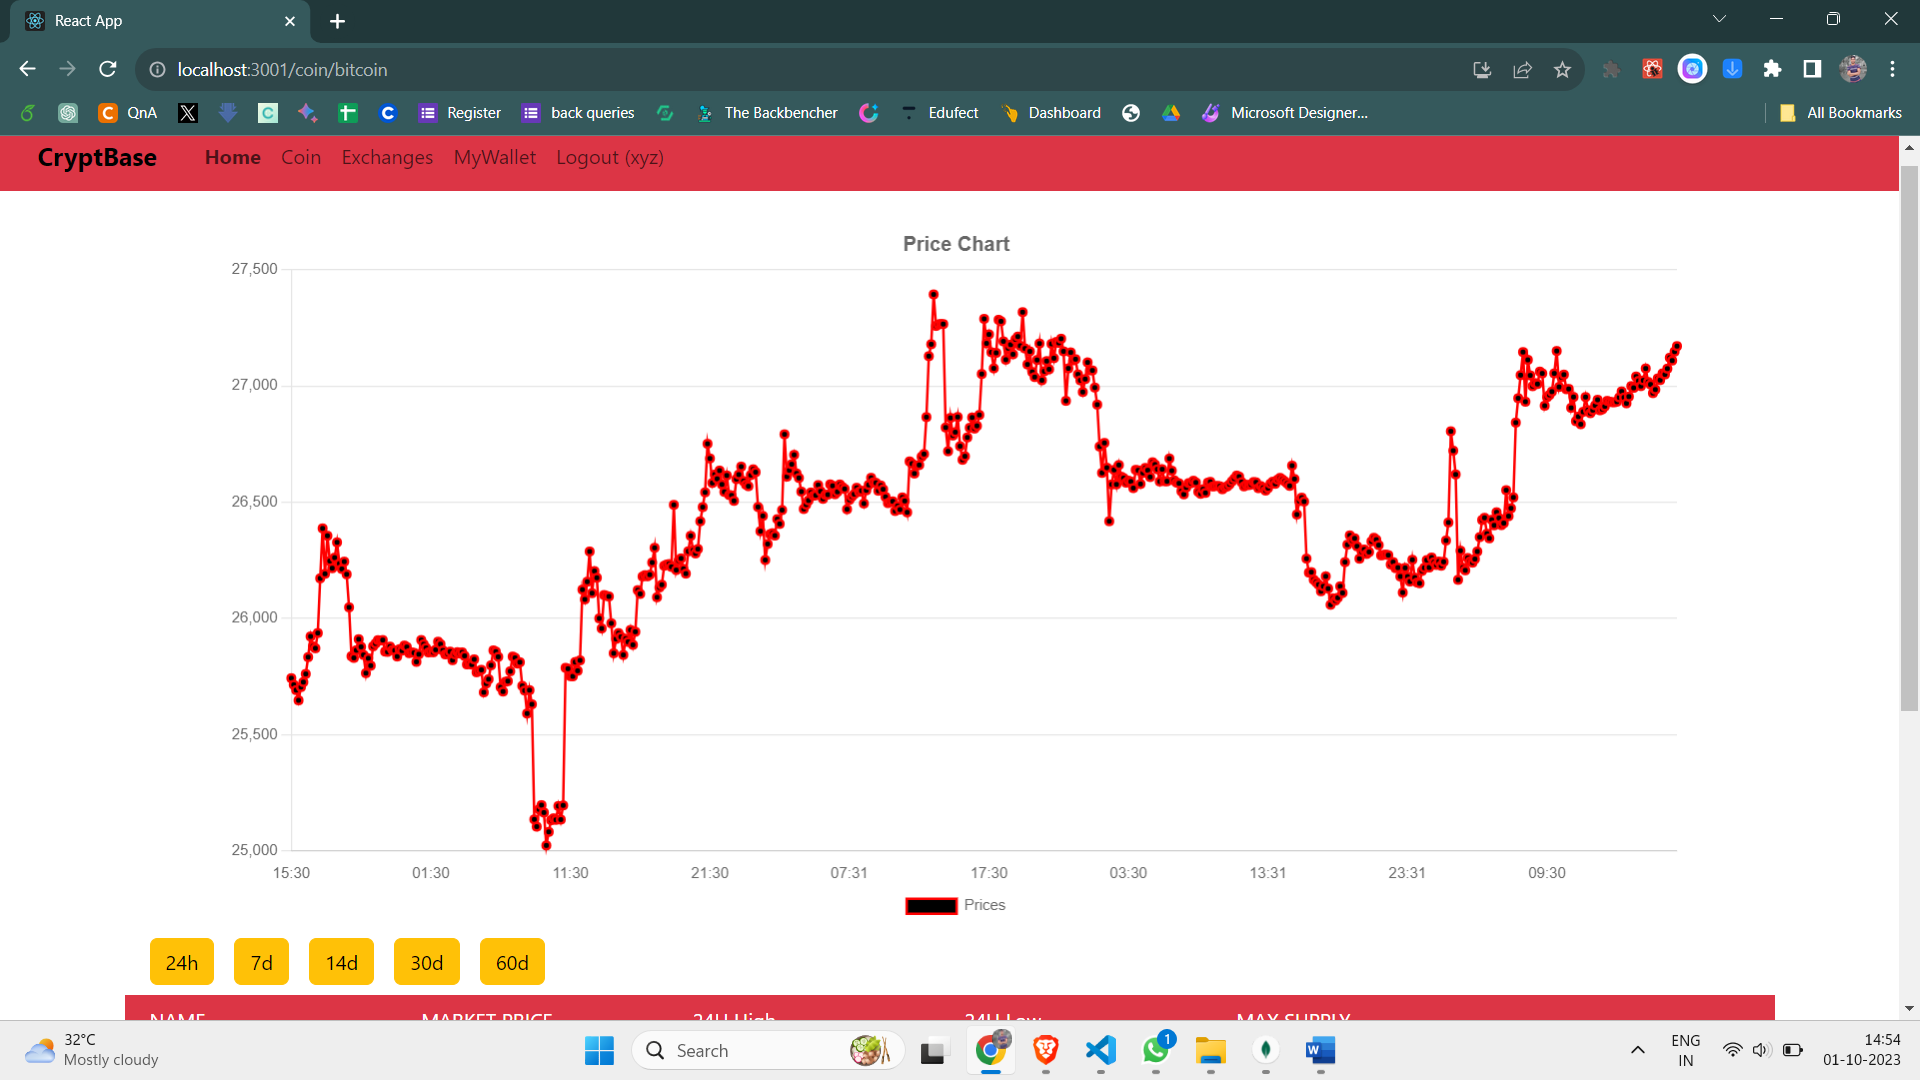 React App
localhost:3001/coin/bitcoin
QnA Register back queries The Backbencher Edufect Dashboard Microsoft Designer... All Bookmarks
CryptBase Home Coin Exchanges MyWallet Logout (xyz)
Price Chart
27,500
27,000
26,500
26,000
25,500
25,000
15:30 01:30 11:30 21:30 07:31 17:30 03:30 13:31 23:31 09:30
Prices
24h 7d 14d 30d 60d
NAME MARKET PRICE 24H High 24H Low MAX SUPPLY
32°C
Mostly cloudy
Search
1
ENG
IN
14:54
01-10-2023